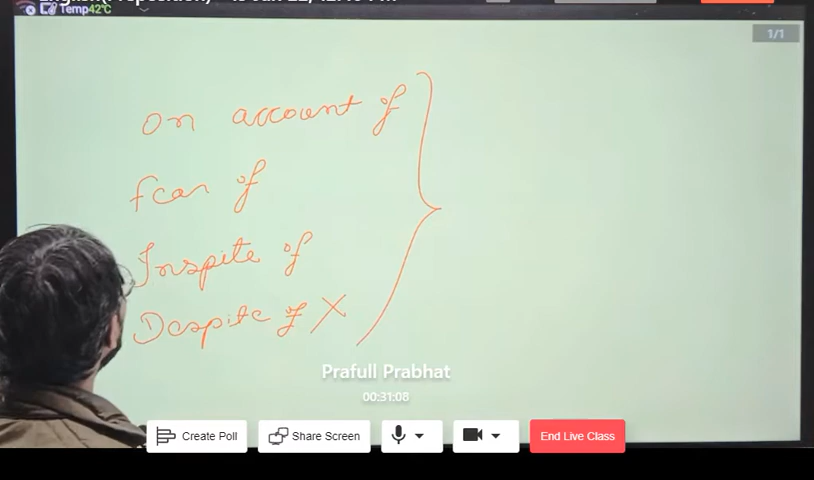 Temp42°C
1/1
On account of
fear of
Inspite of
Despite of X
Prafull Prabhat
00:31:08
Create Poll
Share Screen
End Live Class